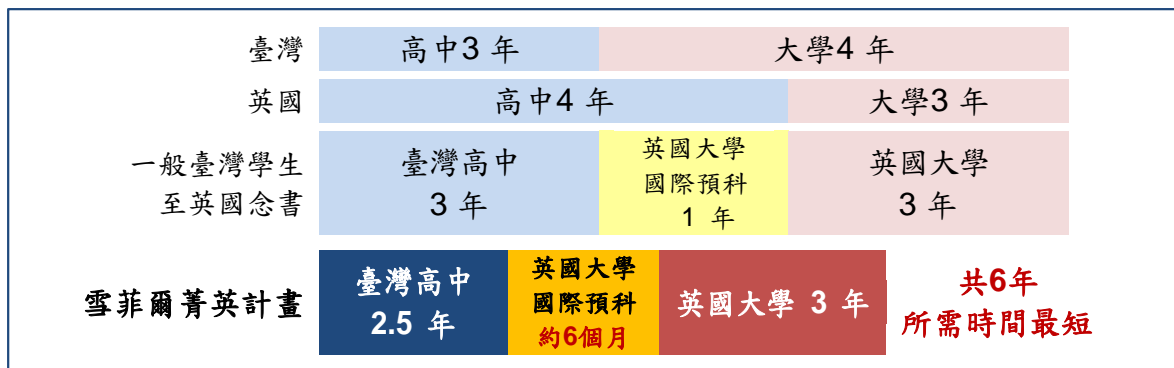 臺灣
高中3 年
大學4 年
英國
高中4 年
大學3 年
一般臺灣學生
至英國念書
臺灣高中
3 年
英國大學
國際預科
1 年
英國大學
3 年
雪菲爾菁英計畫
臺灣高中
2.5 年
英國大學
國際預科
約6個月
英國大學 3 年
共6年
所需時間最短